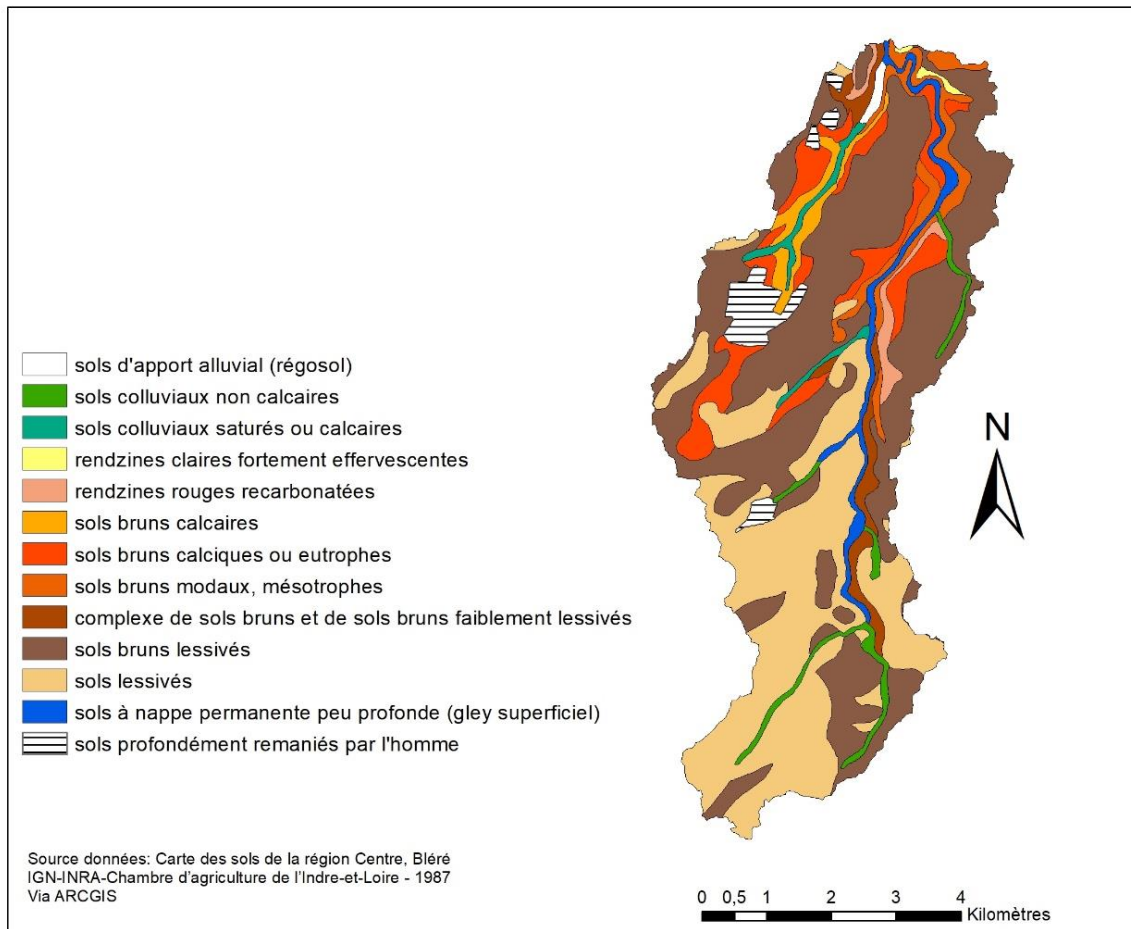 sols d'apport alluvial (régosol)
sols colluviaux non calcaires
sols colluviaux saturés ou calcaires
rendzines claires fortement effervescentes
rendzines rouges recarbonatées
sols bruns calcaires
sols bruns calciques ou eutrophes
sols bruns modaux, mésotrophes
complexe de sols bruns et de sols bruns faiblement lessivés
sols bruns lessivés
sols lessivés
sols à nappe permanente peu profonde (gley superficiel)
sols profondément remaniés par l'homme
N
Source données: Carte des sols de la région Centre, Bléré
IGN-INRA-Chambre d'agriculture de l'Indre-et-Loire - 1987
Via ARCGIS
0 0,5 1 2 3 4
Kilomètres